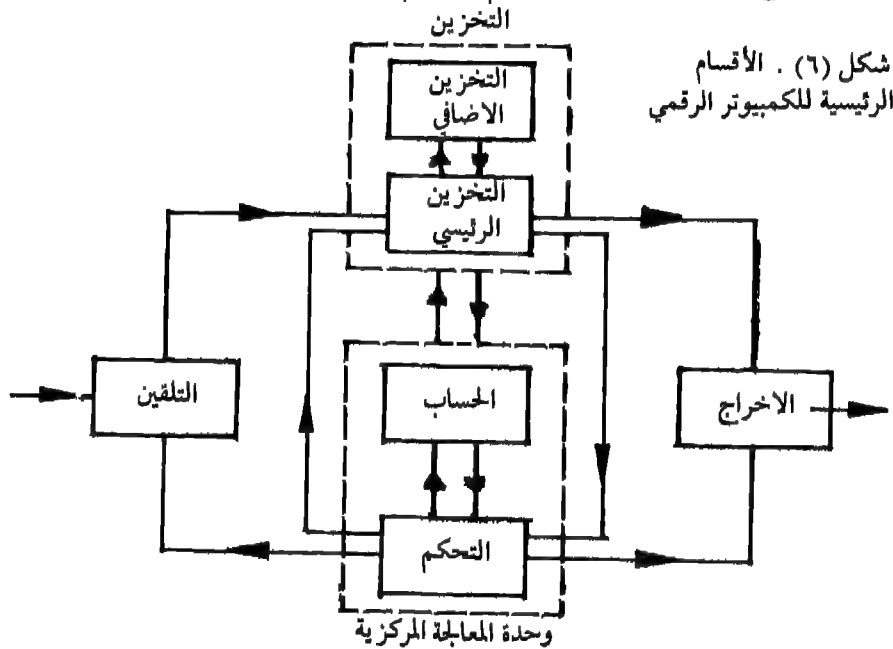 التخزين
شكل (٦) . الأقسام
الرئيسية للكمبيوتر الرقمي
التخزين
الاضافي
التخزين
الرئيسي
التلقين
الحساب
الاخراج
التحكم
وحدة المعالجة المركزية